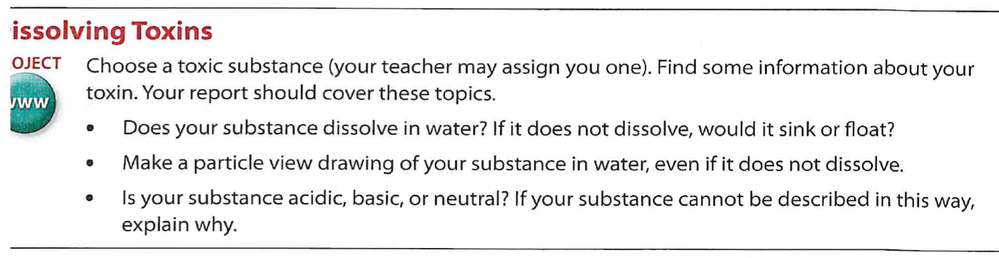 issolving Toxins
OJECT
Choose a toxic substance (your teacher may assign you one). Find some information about your
toxin. Your report should cover these topics.
WWW
• Does your substance dissolve in water? If it does not dissolve, would it sink or float?
• Make a particle view drawing of your substance in water, even if it does not dissolve.
• Is your substance acidic, basic, or neutral? If your substance cannot be described in this way,
explain why.